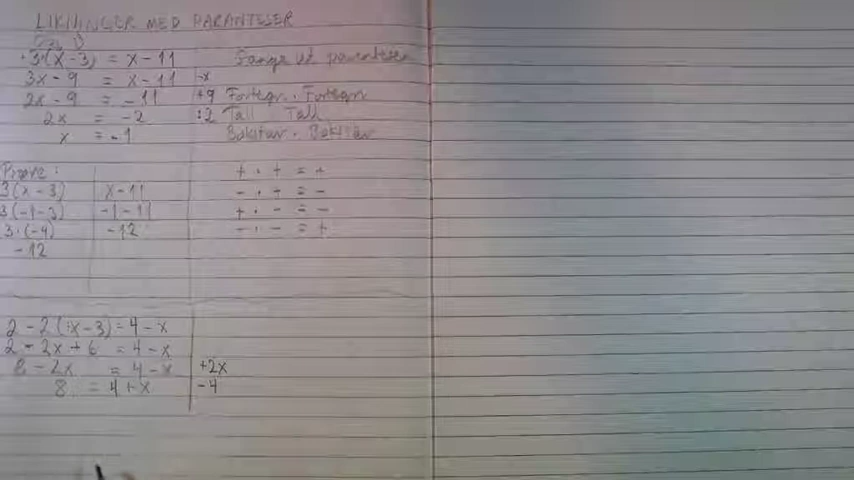 LIKNINGER MED PARANTESER
3·(x-3) = x-11 Gange ut parentesen
3x-9 = x-11 -x
2x-9 = -11 +9 Fortegn · Fortegn
2x = -2 :2 Tall · Tall
x = -1 Bokstav · Bokstav
Prøve: + · + = +
3(x-3) x-11 - · + = -
3(-1-3) -1-11 + · - = -
3·(-4) -12 - · - = +
-12
2-2(x-3)=4-x
2-2x+6 = 4-x
8-2x = 4-x +2x
8 = 4+x -4